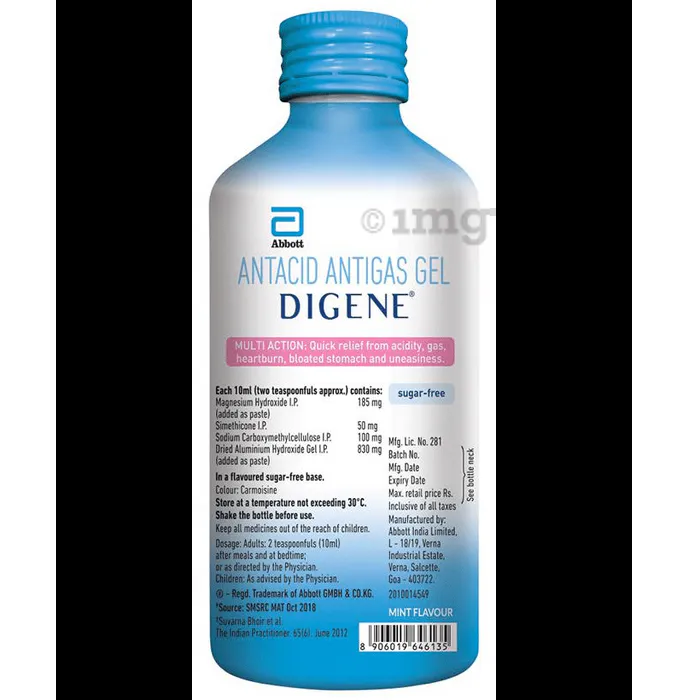 © 1mg
Abbott
ANTACID ANTIGAS GEL
DIGENE®
MULTI ACTION: Quick relief from acidity, gas,
heartburn, bloated stomach and uneasiness.
Each 10ml (two teaspoonfuls approx.) contains:
Magnesium Hydroxide I.P. 185 mg
(added as paste)
Simethicone I.P. 50 mg
Sodium Carboxymethylcellulose I.P. 100 mg
Dried Aluminium Hydroxide Gel I.P. 830 mg
(added as paste)
In a flavoured sugar-free base.
Colour: Carmoisine
Store at a temperature not exceeding 30°C.
Shake the bottle before use.
Keep all medicines out of the reach of children.
Dosage: Adults: 2 teaspoonfuls (10ml)
after meals and at bedtime;
or as directed by the Physician.
Children: As advised by the Physician.
® - Regd. Trademark of Abbott GMBH & CO.KG.
*Source: SMSRC MAT Oct 2018
#Suvarna Bhoir et al.
The Indian Practitioner. 65(6). June 2012
sugar-free
Mfg. Lic. No. 281
Batch No.
Mfg. Date
Expiry Date
Max. retail price Rs.
Inclusive of all taxes
See bottle neck
Manufactured by:
Abbott India Limited,
L - 18/19, Verna
Industrial Estate,
Verna, Salcette,
Goa - 403722.
2010014549
MINT FLAVOUR
8 906019 646135